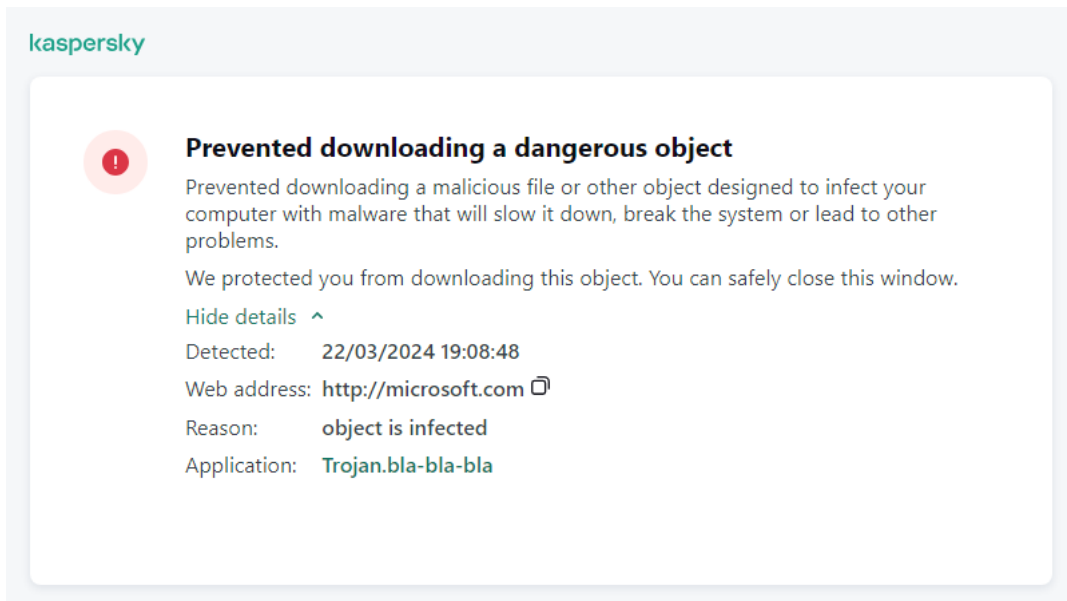 kaspersky
Prevented downloading a dangerous object
Prevented downloading a malicious file or other object designed to infect your
computer with malware that will slow it down, break the system or lead to other
problems.
We protected you from downloading this object. You can safely close this window.
Hide details
Detected: 22/03/2024 19:08:48
Web address: http://microsoft.com
Reason: object is infected
Application: Trojan.bla-bla-bla